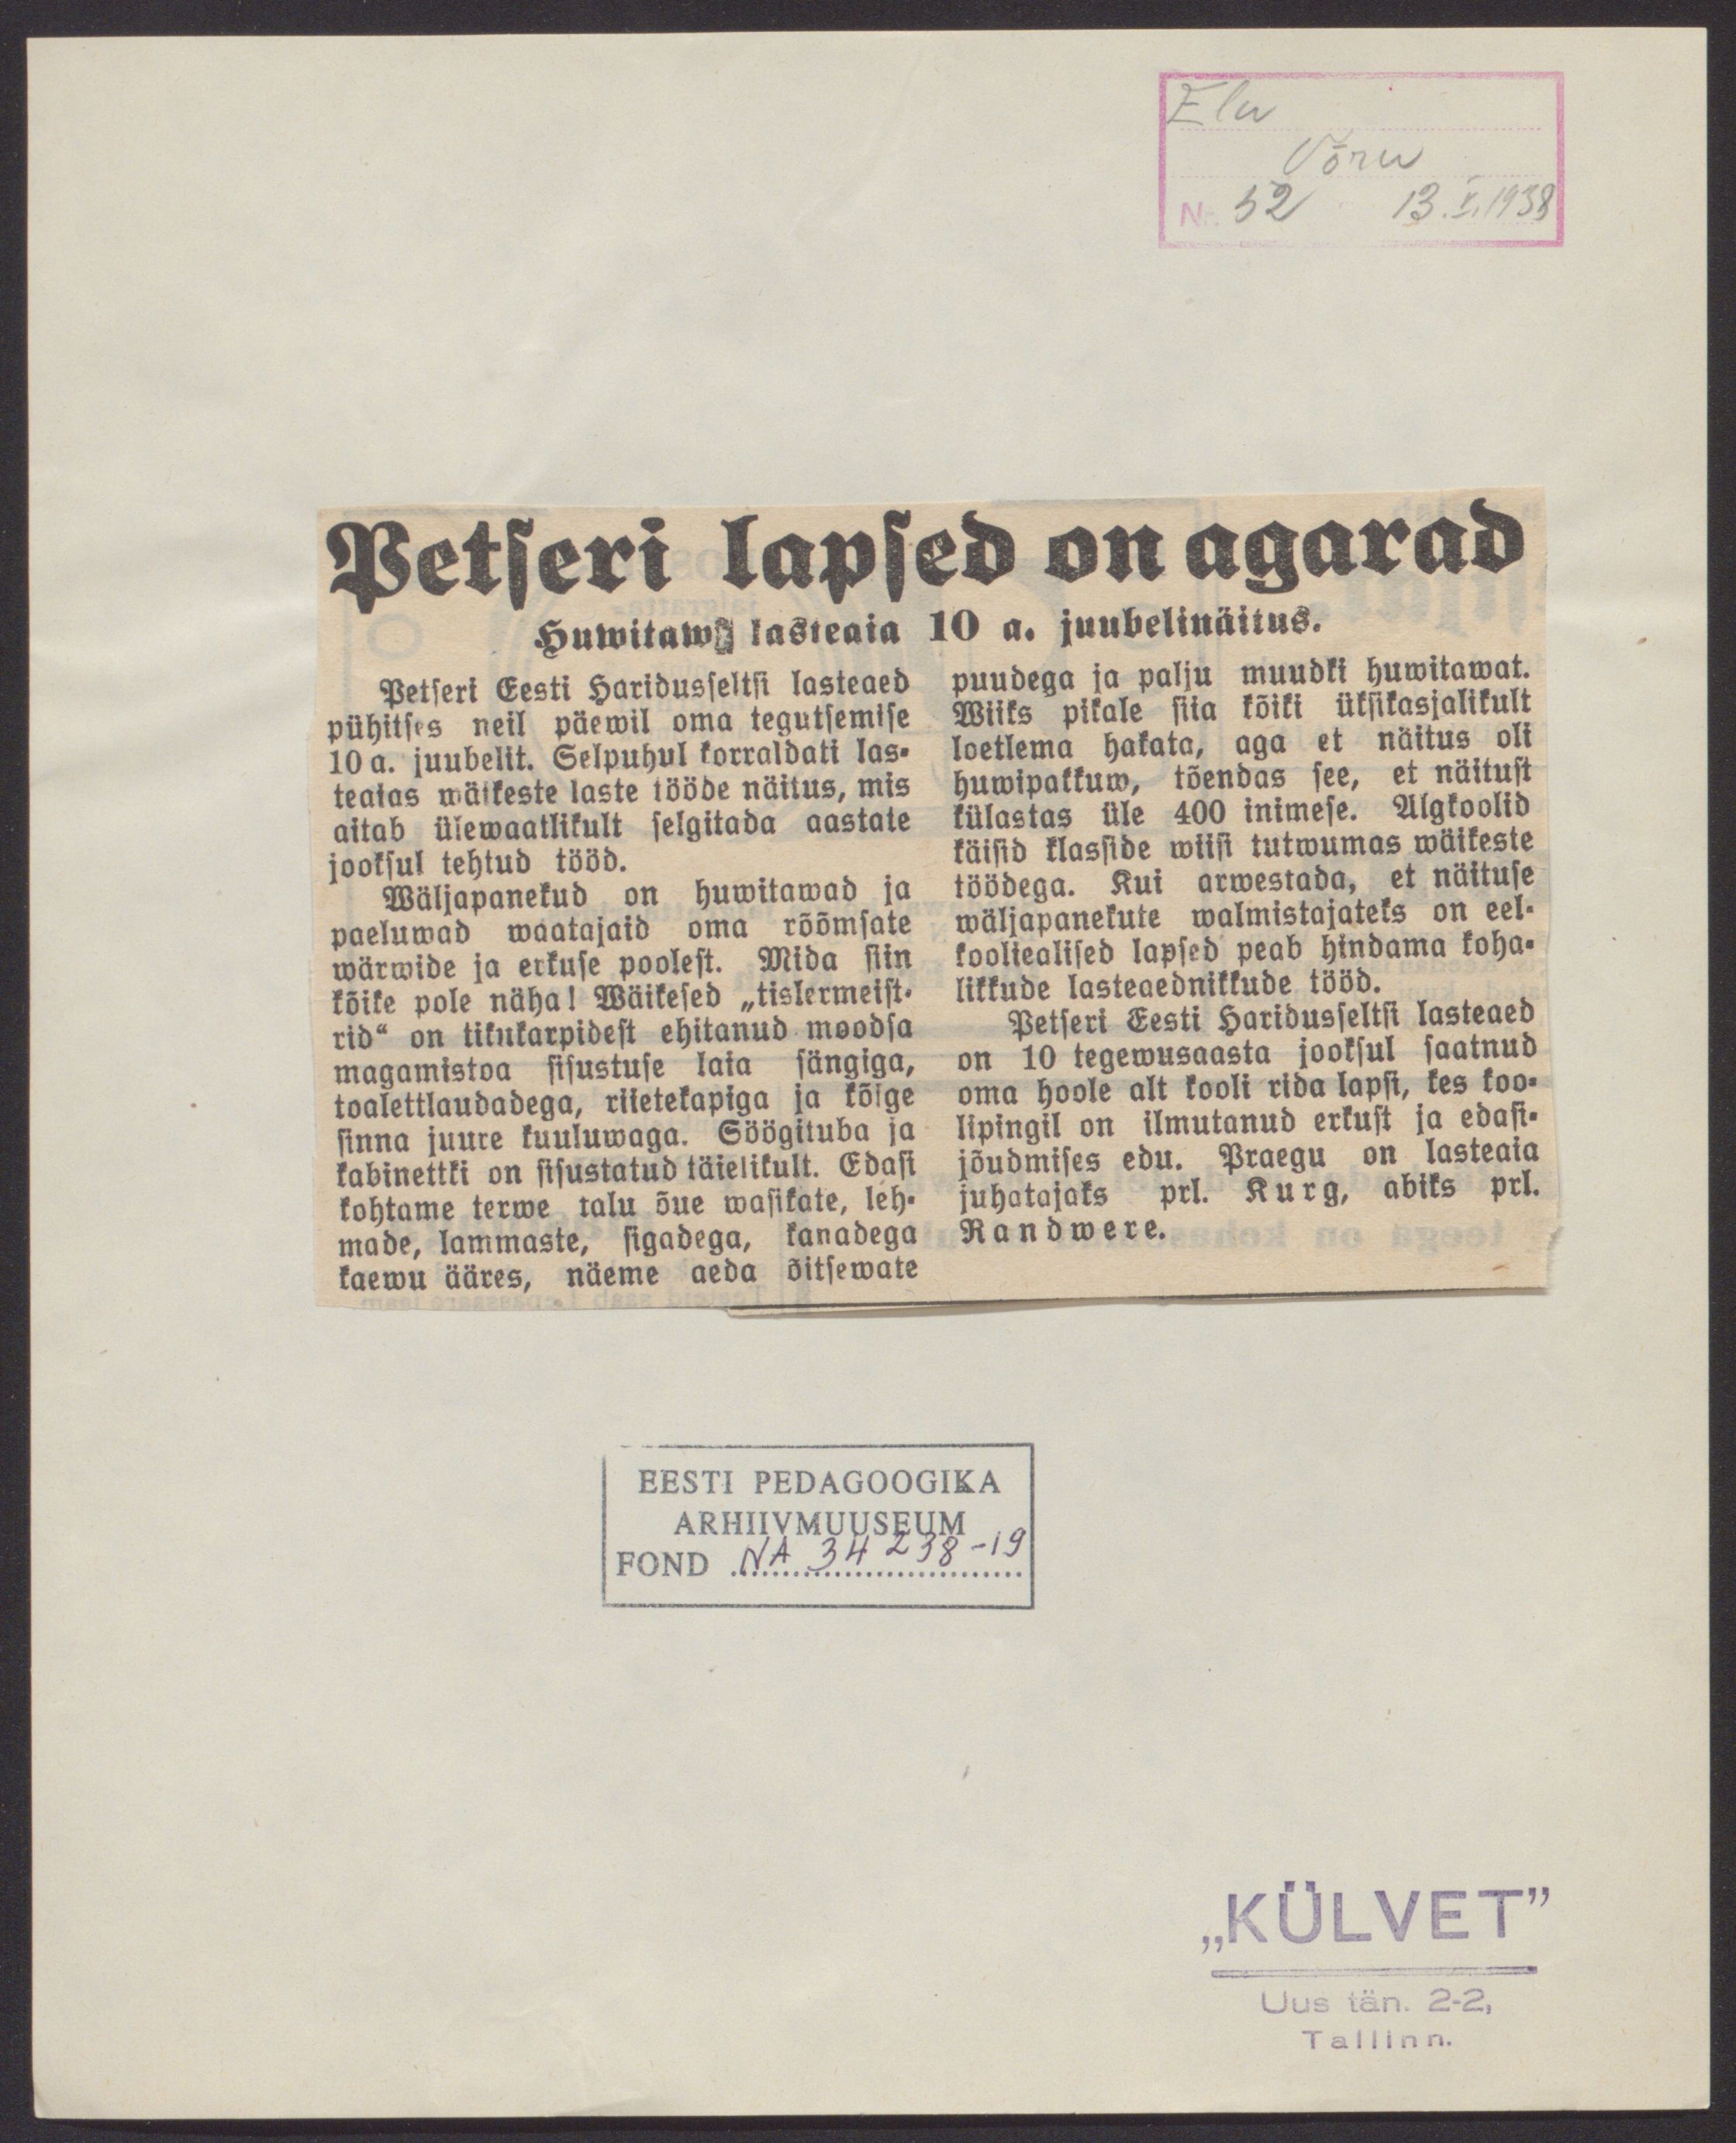 Elu
Võru
Nr. 52 13.V.1938
Petseri lapsed on agarad
lasteaia 10 a. juubelinäitus.
Petseri Eesti Haridusseltsi lasteaed
pühitses neil päewil oma tegutsemise
10 a. juubelit. Selpuhul korraldati las-
teaias wäikeste laste tööde näitus, mis
aitab ülewaatlikult selgitada aastate
jooksul tehtud tööd.
Wäljapanekud on huwitawad ja
paeluwad waatajaid oma rõõmsate
wärwide ja erkuse poolest. Mida siin
kõike pole näha! Wäikesed „tislermeist-
rid“ on tikukarpidest ehitanud moodsa
magamistoa sisustuse laia sängiga,
toalettlaudadega, riietekapiga ja kõige
sinna juure kuuluwaga. Söögituba ja
kabinettki on sisustatud täielikult. Edasi
kohtame terwe talu õue wasikate, leh-
made, lammaste, sigadega, kanadega
kaewu ääres, näeme aeda õitsewate
puudega ja palju muudki huwitawat.
Wiiks pikale siia kõiki üksikasjalikult
loetlema hakata, aga et näitus oli
huwipakkuw, tõendas see, et näitust
külastas üle 400 inimese. Algkoolid
käisid klasside wiisi tutwumas wäikeste
töödega. Kui arwestada, et näituse
wäljapanekute walmistajateks on eel-
kooliealised lapsed peab hindama koha-
likkude lasteaednikkude tööd.
Petseri Eesti Haridusseltsi lasteaed
on 10 tegewusaasta jooksul saatnud
oma hoole alt kooli rida lapsi, kes koo-
lipingil on ilmutanud erkust ja edasi-
jõudmises edu. Praegu on lasteaia
juhatajaks prl. Kurg, abiks prl.
Randwere.
EESTI PEDAGOOGIKA
ARHIIVMUUSEUM
FOND NA 34238-19
„KÜLVET”
Uus tän. 2-2,
Tallinn.